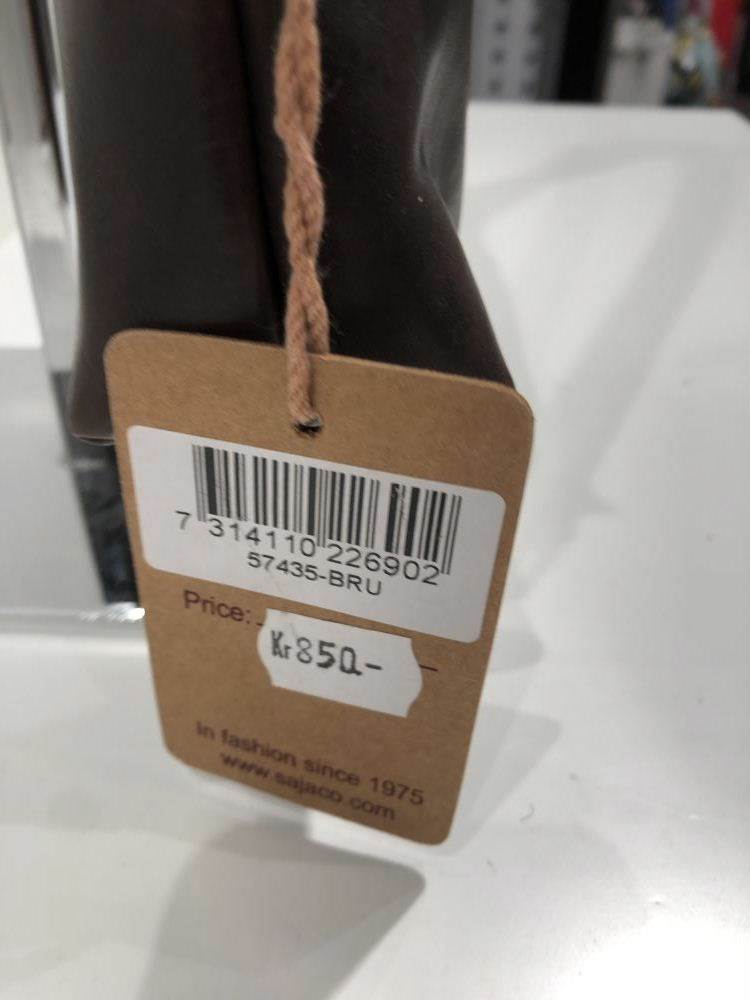 7 314110 226902
57435-BRU
Price:
Kr850-
In fashion since 1975
www.sajaco.com